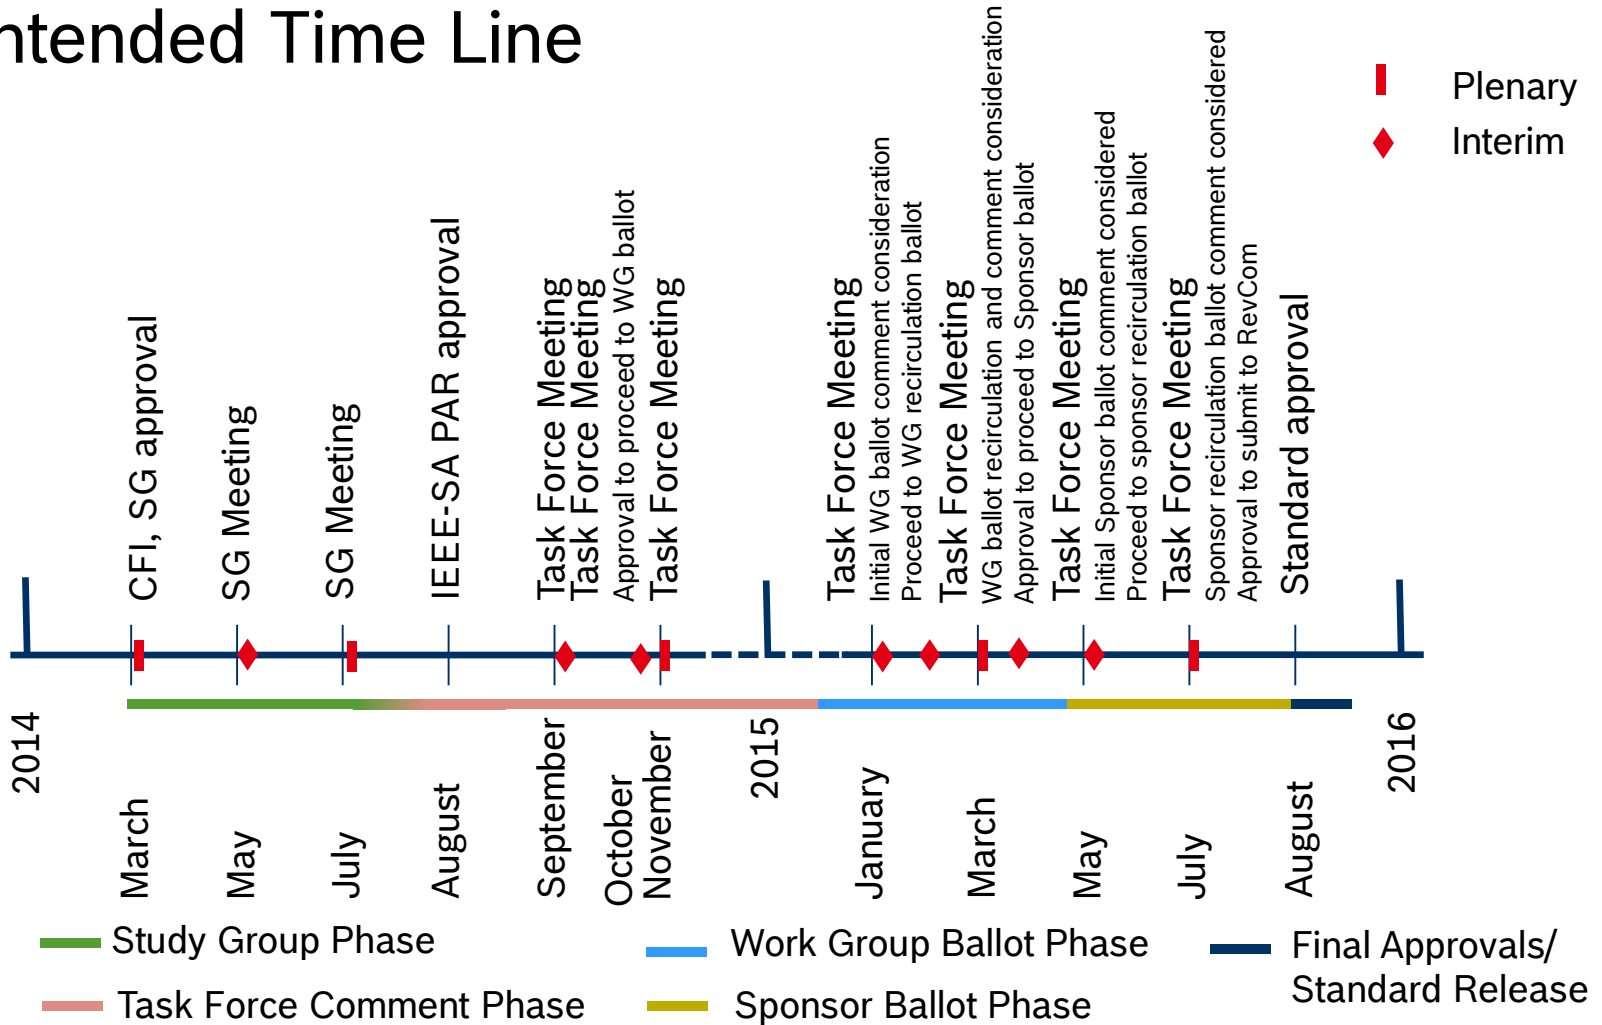 ntended Time Line
Plenary
Interim
CFI, SG approval
SG Meeting
SG Meeting
IEEE-SA PAR approval
Task Force Meeting
Task Force Meeting
Approval to proceed to WG ballot
Task Force Meeting
Task Force Meeting
Initial WG ballot comment consideration
Proceed to WG recirculation ballot
Task Force Meeting
WG ballot recirculation and comment consideration
Approval to proceed to Sponsor ballot
Task Force Meeting
Initial Sponsor ballot comment considered
Proceed to sponsor recirculation ballot
Task Force Meeting
Sponsor recirculation ballot comment considered
Approval to submit to RevCom
Standard approval
2014
March
May
July
August
September
October
November
2015
January
March
May
July
August
2016
Study Group Phase
Task Force Comment Phase
Work Group Ballot Phase
Sponsor Ballot Phase
Final Approvals/
Standard Release